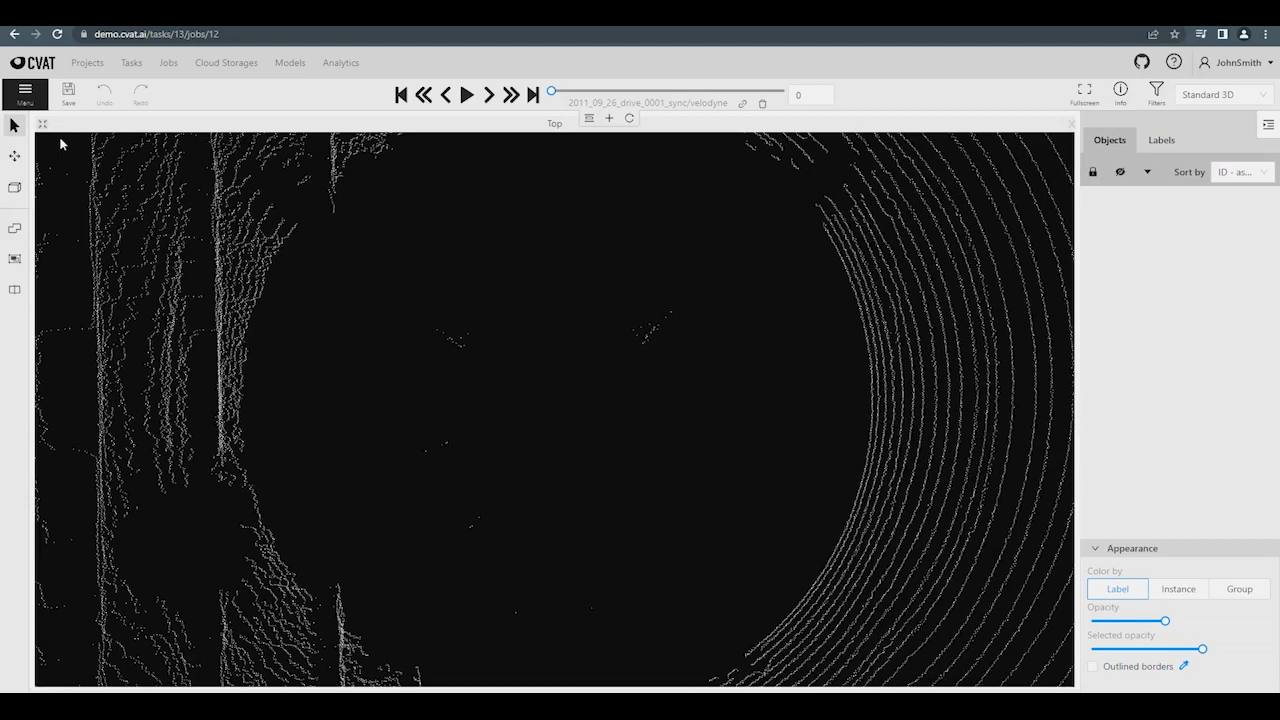 demo.cvat.ai/tasks/13/jobs/12
CVAT Projects Tasks Jobs Cloud Storages Models Analytics JohnSmith
Menu Save Undo Redo 2011_09_26_drive_0001_sync/velodyne 0 Fullscreen Info Filters Standard 3D
Top
Objects Labels
Sort by ID - as...
Appearance
Color by
Label Instance Group
Opacity
Selected opacity
Outlined borders